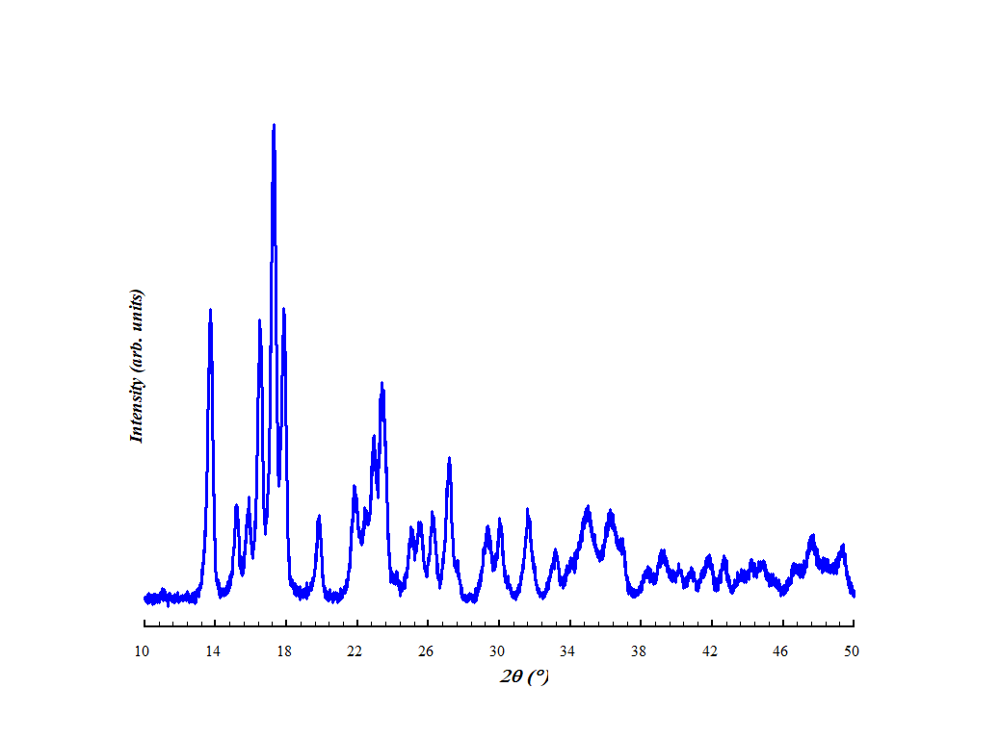 Intensity (arb. units)
10 14 18 22 26 30 34 38 42 46 50
2θ (°)